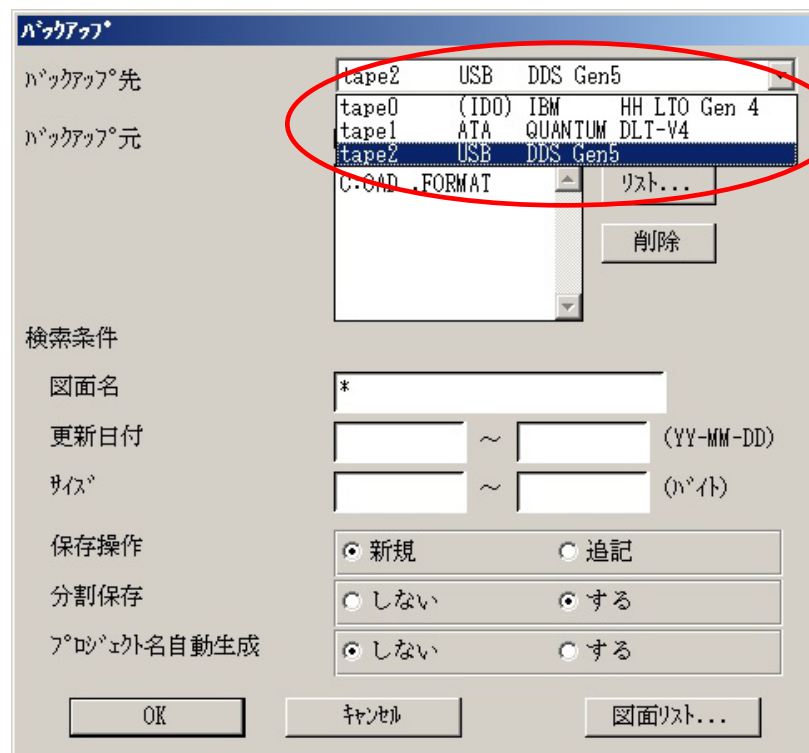 ﾊﾞｯｸｱｯﾌﾟ
ﾊﾞｯｸｱｯﾌﾟ先 tape2 USB DDS Gen5
tape0 (ID0) IBM HH LTO Gen 4
ﾊﾞｯｸｱｯﾌﾟ元 tape1 ATA QUANTUM DLT-V4
tape2 USB DDS Gen5
C:CAD .FORMAT リスト...
削除
検索条件
図面名 *
更新日付 ～ (YY-MM-DD)
ｻｲｽﾞ ～ (ﾊﾞｲﾄ)
保存操作 新規 追記
分割保存 しない する
ﾌﾟﾛｼﾞｪｸﾄ名自動生成 しない する
OK ｷｬﾝｾﾙ 図面ﾘｽﾄ...